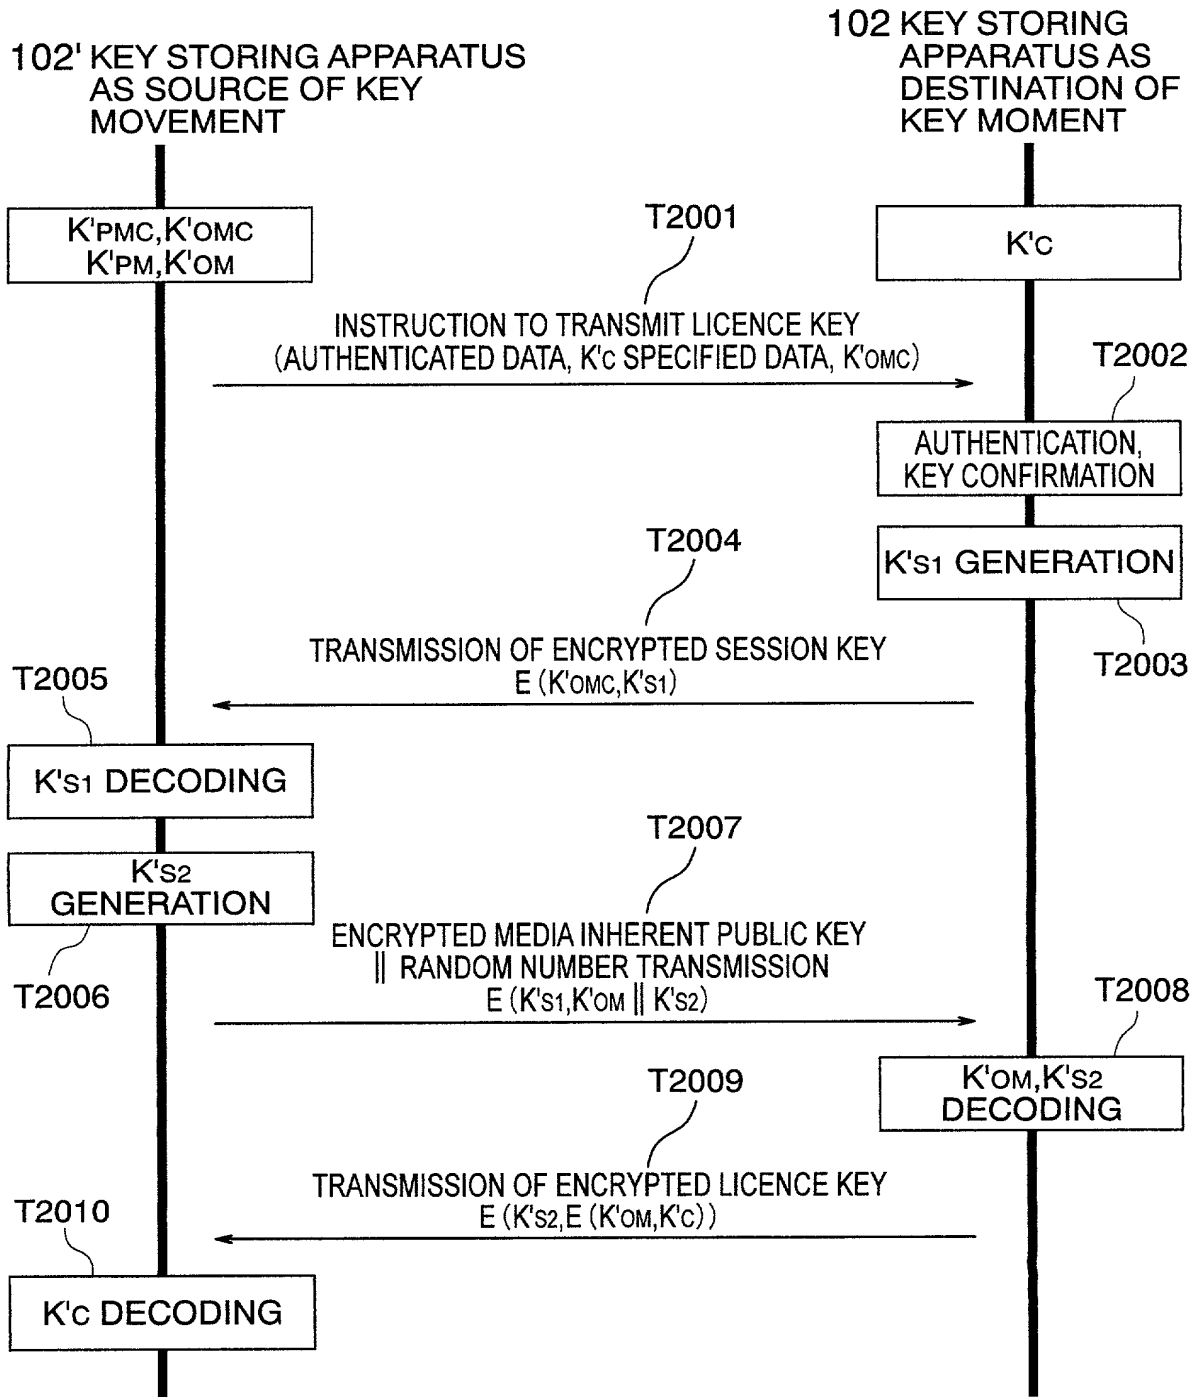 102' KEY STORING APPARATUS
AS SOURCE OF KEY
MOVEMENT
102 KEY STORING
APPARATUS AS
DESTINATION OF
KEY MOMENT
K'PMC,K'OMC
K'PM,K'OM
T2001
K'C
INSTRUCTION TO TRANSMIT LICENCE KEY
(AUTHENTICATED DATA, K'C SPECIFIED DATA, K'OMC)
T2002
AUTHENTICATION,
KEY CONFIRMATION
T2004
K'S1 GENERATION
TRANSMISSION OF ENCRYPTED SESSION KEY
E (K'OMC,K'S1)
T2003
T2005
K'S1 DECODING
T2007
K'S2
GENERATION
ENCRYPTED MEDIA INHERENT PUBLIC KEY
|| RANDOM NUMBER TRANSMISSION
E (K'S1,K'OM || K'S2)
T2006
T2008
K'OM,K'S2
DECODING
T2009
TRANSMISSION OF ENCRYPTED LICENCE KEY
E (K'S2,E (K'OM,K'C))
T2010
K'C DECODING